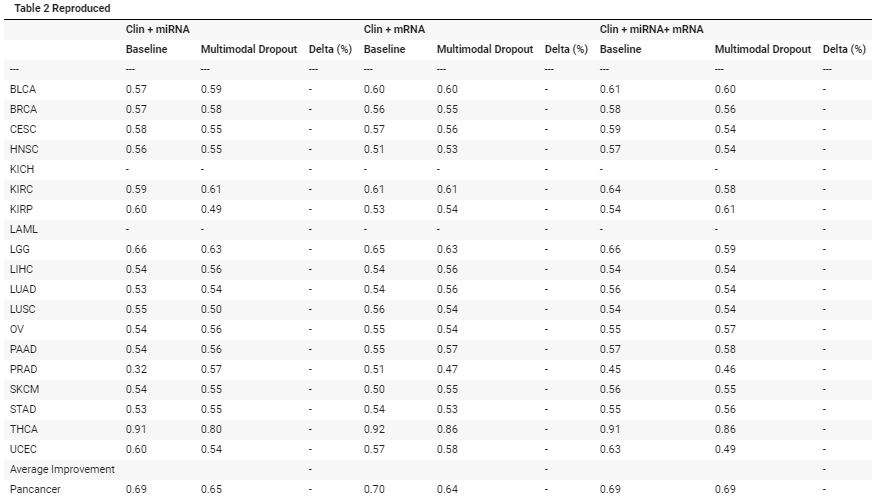 Table 2 Reproduced
Clin + miRNA Clin + mRNA Clin + miRNA+ mRNA
Baseline Multimodal Dropout Delta (%) Baseline Multimodal Dropout Delta (%) Baseline Multimodal Dropout Delta (%)
--- --- --- --- --- --- --- --- --- ---
BLCA 0.57 0.59 - 0.60 0.60 - 0.61 0.60 -
BRCA 0.57 0.58 - 0.56 0.55 - 0.58 0.56 -
CESC 0.58 0.55 - 0.57 0.56 - 0.59 0.54 -
HNSC 0.56 0.55 - 0.51 0.53 - 0.57 0.54 -
KICH - - - - - - - - -
KIRC 0.59 0.61 - 0.61 0.61 - 0.64 0.58 -
KIRP 0.60 0.49 - 0.53 0.54 - 0.54 0.61 -
LAML - - - - - - - - -
LGG 0.66 0.63 - 0.65 0.63 - 0.66 0.59 -
LIHC 0.54 0.56 - 0.54 0.56 - 0.54 0.54 -
LUAD 0.53 0.54 - 0.54 0.56 - 0.56 0.54 -
LUSC 0.55 0.50 - 0.56 0.54 - 0.54 0.54 -
OV 0.54 0.56 - 0.55 0.54 - 0.55 0.57 -
PAAD 0.54 0.56 - 0.55 0.57 - 0.57 0.58 -
PRAD 0.32 0.57 - 0.51 0.47 - 0.45 0.46 -
SKCM 0.54 0.55 - 0.50 0.55 - 0.56 0.55 -
STAD 0.53 0.55 - 0.54 0.53 - 0.55 0.56 -
THCA 0.91 0.80 - 0.92 0.86 - 0.91 0.86 -
UCEC 0.60 0.54 - 0.57 0.58 - 0.63 0.49 -
Average Improvement - - -
Pancancer 0.69 0.65 - 0.70 0.64 - 0.69 0.69 -